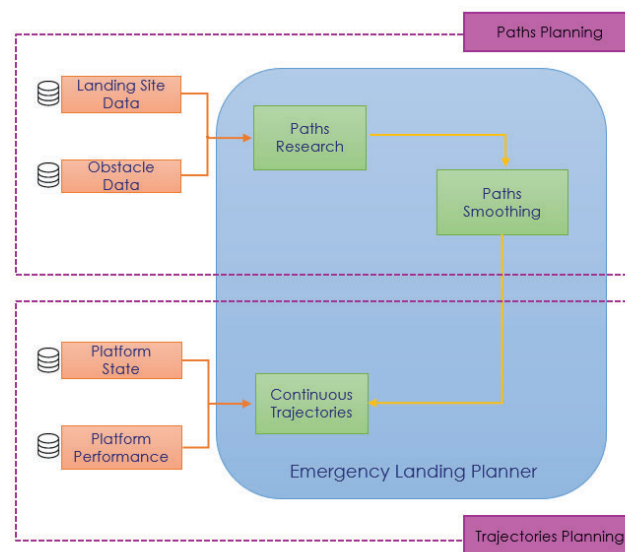 Paths Planning
Landing Site
Data
Paths
Research
Obstacle
Data
Paths
Smoothing
Platform
State
Continuous
Trajectories
Platform
Performance
Emergency Landing Planner
Trajectories Planning